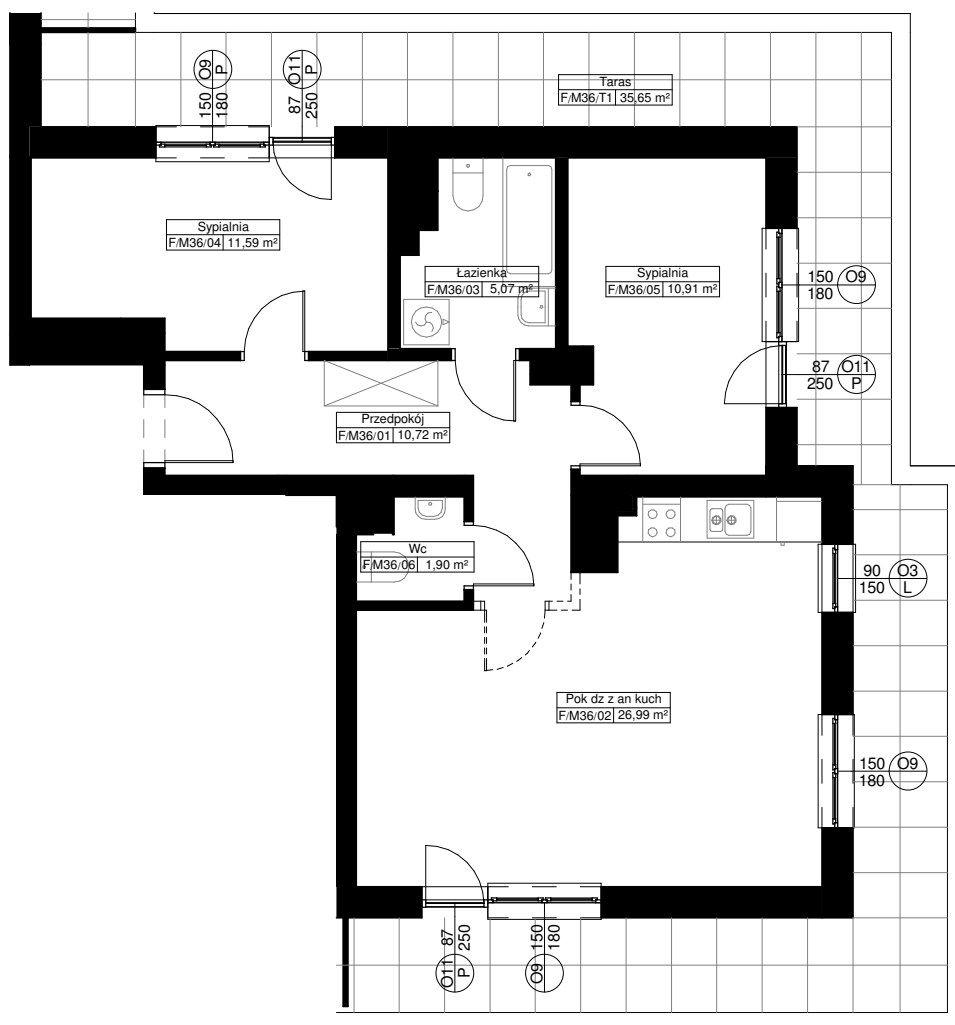 O9
P
150
180
O11
P
87
250
Taras
F/M36/T1 35,65 m²
Sypialnia
F/M36/04 11,59 m²
Łazienka
F/M36/03 5,07 m²
Sypialnia
F/M36/05 10,91 m²
150 O9
180
87 O11
250 P
Przedpokój
F/M36/01 10,72 m²
Wc
F/M36/06 1,90 m²
90 O3
150 L
Pok dz z an kuch
F/M36/02 26,99 m²
150 O9
180
O11 87
P 250
O9 150
180